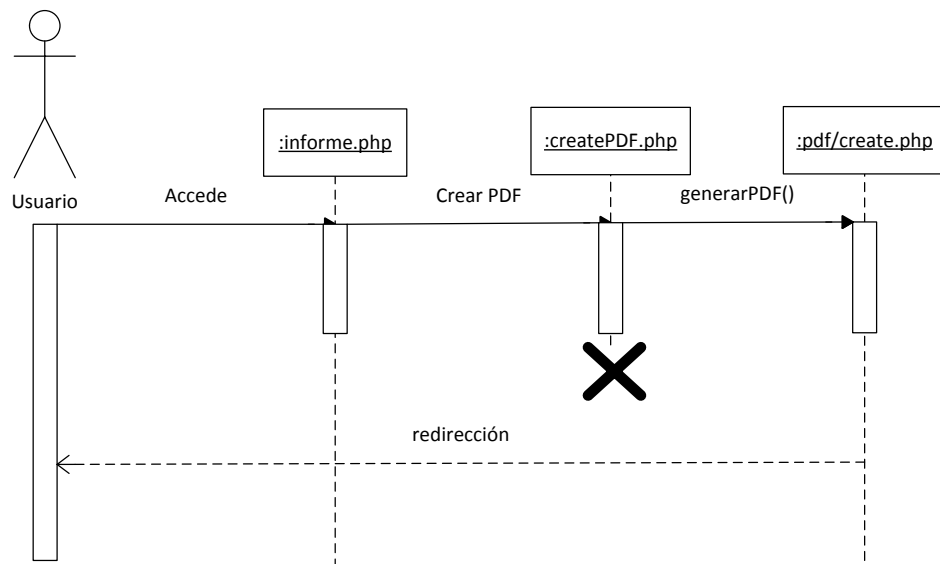 :informe.php
:createPDF.php
:pdf/create.php
Usuario
Accede
Crear PDF
generarPDF()
redirección